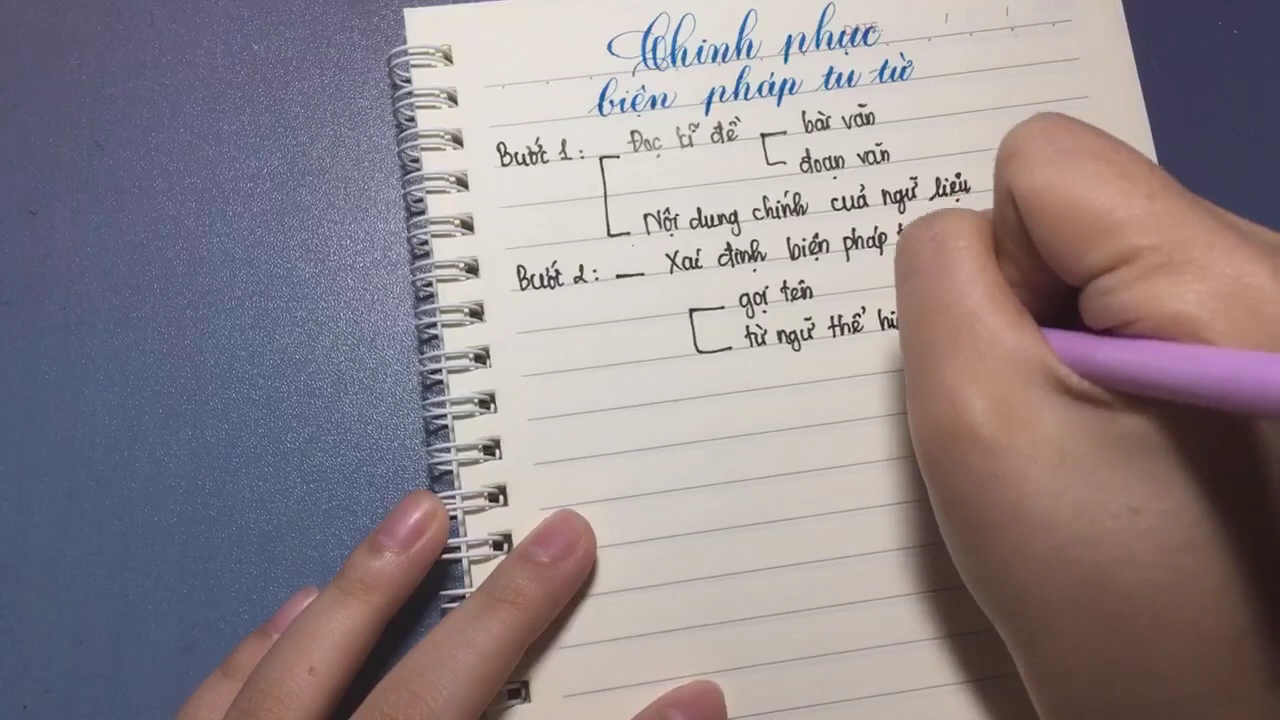 Chinh phục
biện pháp tu từ
Bước 1: Đọc kĩ đề bài văn
đoạn văn
Nội dung chính cuả ngữ liệu
Bước 2: — Xác định biện pháp
gọi tên
từ ngữ thể